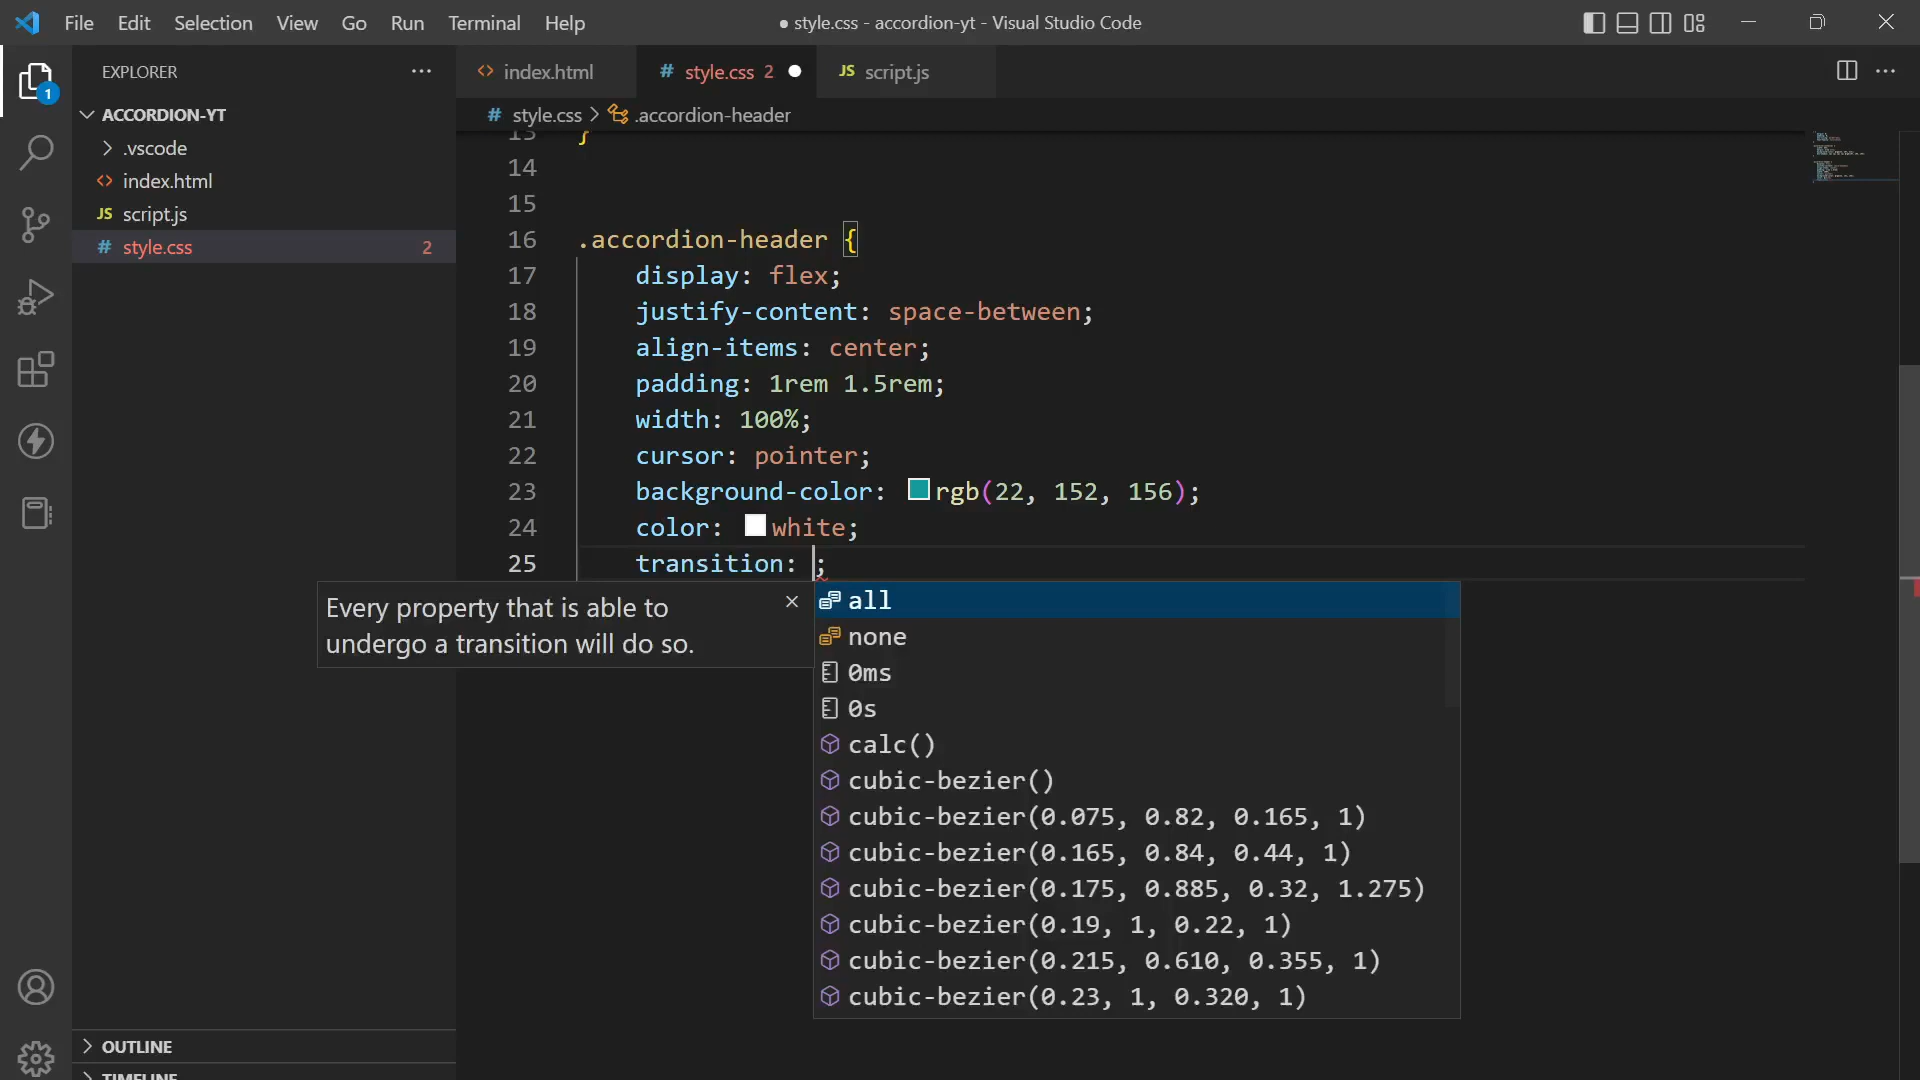 File Edit Selection View Go Run Terminal Help
● style.css - accordion-yt - Visual Studio Code
EXPLORER
1
ACCORDION-YT
.vscode
index.html
JS script.js
# style.css 2
index.html
# style.css 2
JS script.js
# style.css > .accordion-header
13 }
14
15
16 .accordion-header {
17 display: flex;
18 justify-content: space-between;
19 align-items: center;
20 padding: 1rem 1.5rem;
21 width: 100%;
22 cursor: pointer;
23 background-color: rgb(22, 152, 156);
24 color: white;
25 transition: ;
Every property that is able to
undergo a transition will do so.
all
none
0ms
0s
calc()
cubic-bezier()
cubic-bezier(0.075, 0.82, 0.165, 1)
cubic-bezier(0.165, 0.84, 0.44, 1)
cubic-bezier(0.175, 0.885, 0.32, 1.275)
cubic-bezier(0.19, 1, 0.22, 1)
cubic-bezier(0.215, 0.610, 0.355, 1)
cubic-bezier(0.23, 1, 0.320, 1)
OUTLINE
TIMELINE